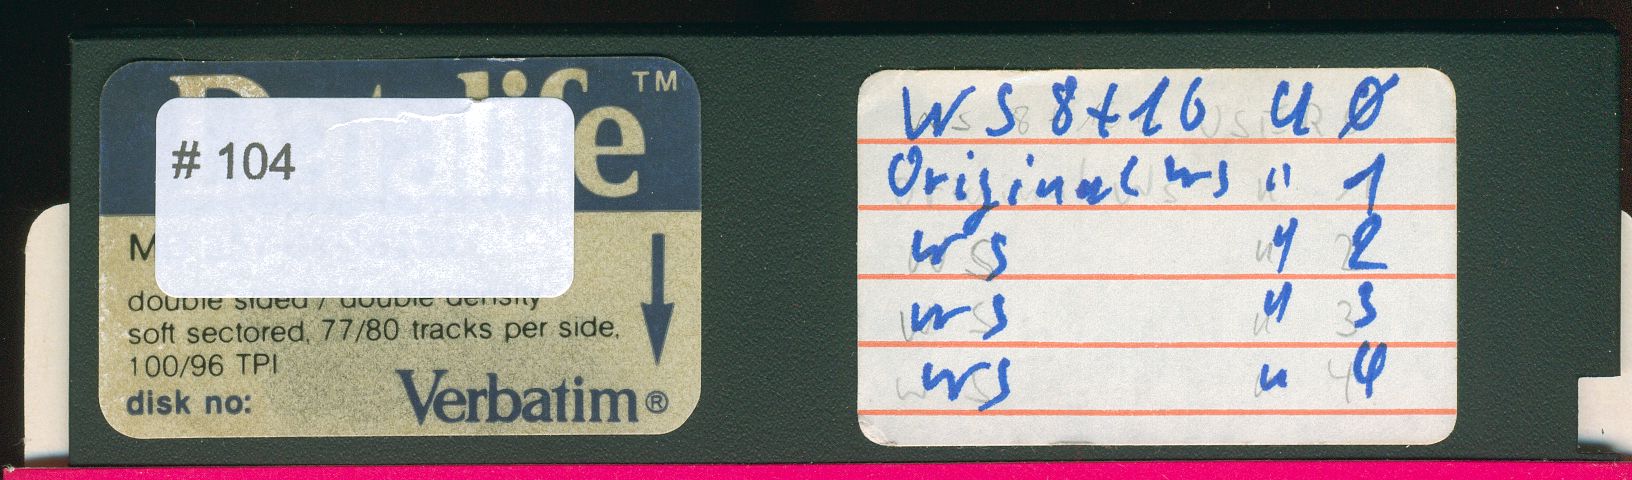 TM
# 104
M
double sided / double density
soft sectored, 77/80 tracks per side,
100/96 TPI
disk no:
Verbatim®
WS 8+16 U 0
Original WS " 1
WS " 2
WS " 3
WS " 4